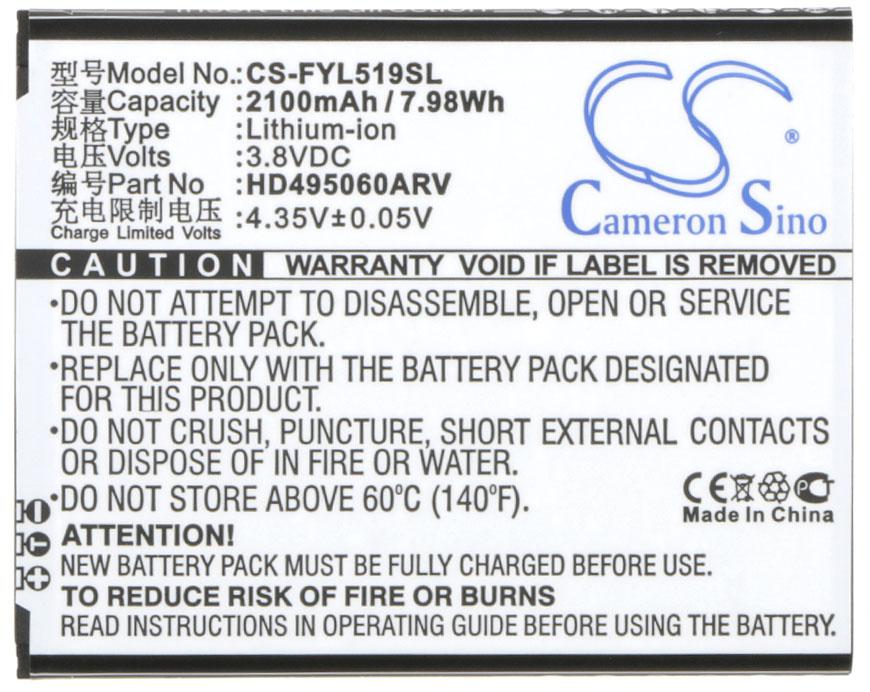 型号Model No.:CS-FYL519SL
容量Capacity :2100mAh / 7.98Wh
规格Type :Lithium-ion
电压Volts :3.8VDC
编号Part No :HD495060ARV
充电限制电压 :4.35V±0.05V
Charge Limited Volts
CS
®
Cameron Sino
CAUTION WARRANTY VOID IF LABEL IS REMOVED
•DO NOT ATTEMPT TO DISASSEMBLE, OPEN OR SERVICE
THE BATTERY PACK.
•REPLACE ONLY WITH THE BATTERY PACK DESIGNATED
FOR THIS PRODUCT.
•DO NOT CRUSH, PUNCTURE, SHORT EXTERNAL CONTACTS
OR DISPOSE OF IN FIRE OR WATER.
•DO NOT STORE ABOVE 60°C (140°F).
CE
Made In China
ATTENTION!
NEW BATTERY PACK MUST BE FULLY CHARGED BEFORE USE.
TO REDUCE RISK OF FIRE OR BURNS
READ INSTRUCTIONS CAREFULLY BEFORE USING THE BATTERY.